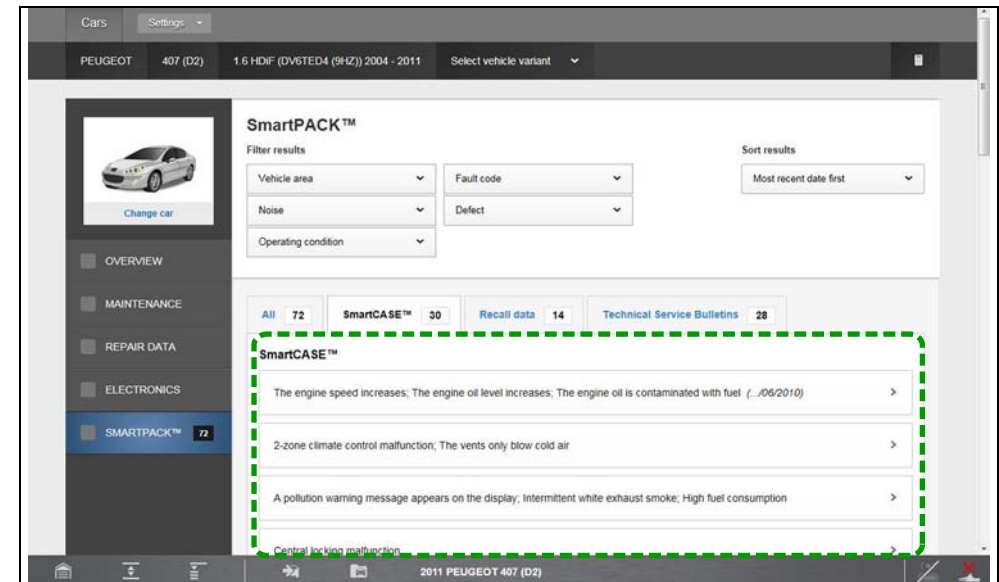 Cars Settings
PEUGEOT 407 (D2) 1.6 HDiF (DV6TED4 (9HZ)) 2004 - 2011 Select vehicle variant
SmartPACK™
Filter results Sort results
Vehicle area Fault code Most recent date first
Change car
Noise Defect
Operating condition
OVERVIEW
MAINTENANCE
All 72 SmartCASE™ 30 Recall data 14 Technical Service Bulletins 28
REPAIR DATA
SmartCASE™
ELECTRONICS
The engine speed increases; The engine oil level increases; The engine oil is contaminated with fuel (.../06/2010)
SMARTPACK™ 72
2-zone climate control malfunction; The vents only blow cold air
A pollution warning message appears on the display; Intermittent white exhaust smoke; High fuel consumption
Central locking malfunction
2011 PEUGEOT 407 (D2)